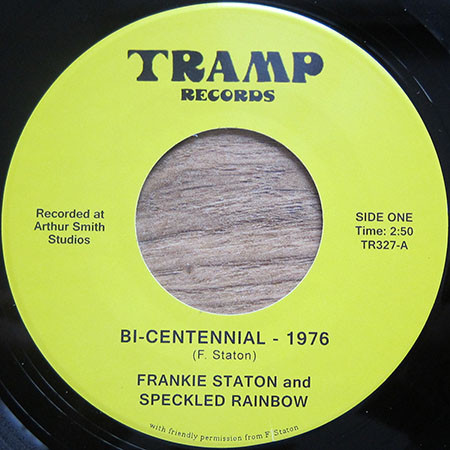 TRAMP
RECORDS
Recorded at
Arthur Smith
Studios
SIDE ONE
Time: 2:50
TR327-A
BI-CENTENNIAL - 1976
(F. Staton)
FRANKIE STATON and
SPECKLED RAINBOW
with friendly permission from F. Staton